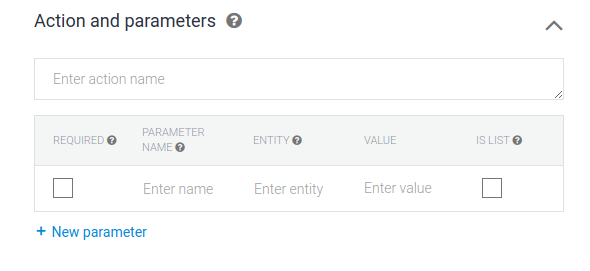 Action and parameters ?
Enter action name
REQUIRED ? PARAMETER NAME ? ENTITY ? VALUE IS LIST ?
Enter name Enter entity Enter value
+ New parameter